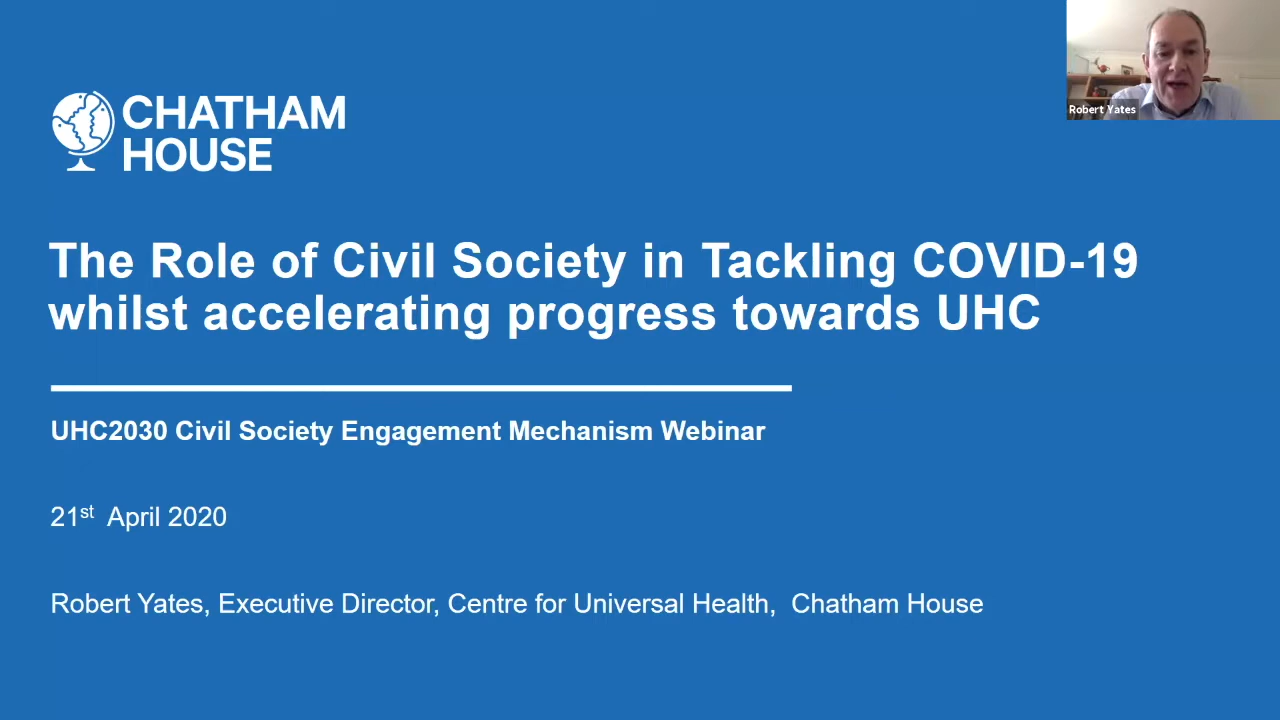 CHATHAM
HOUSE
Robert Yates
The Role of Civil Society in Tackling COVID-19
whilst accelerating progress towards UHC
UHC2030 Civil Society Engagement Mechanism Webinar
21st April 2020
Robert Yates, Executive Director, Centre for Universal Health, Chatham House